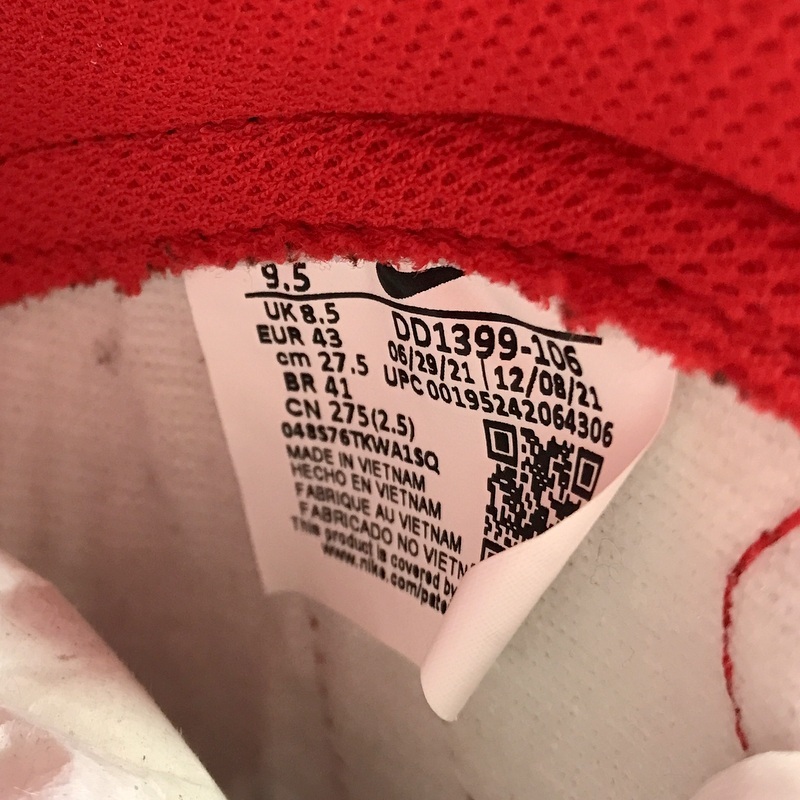 9.5
UK 8.5
EUR 43
cm 27.5
BR 41
CN 275(2.5)
048S76TKWA1SQ
DD1399-106
06/29/21 | 12/08/21
UPC 00195242064306
MADE IN VIETNAM
HECHO EN VIETNAM
FABRIQUE AU VIETNAM
FABRICADO NO VIETN
This product is covered by
www.nike.com/pate